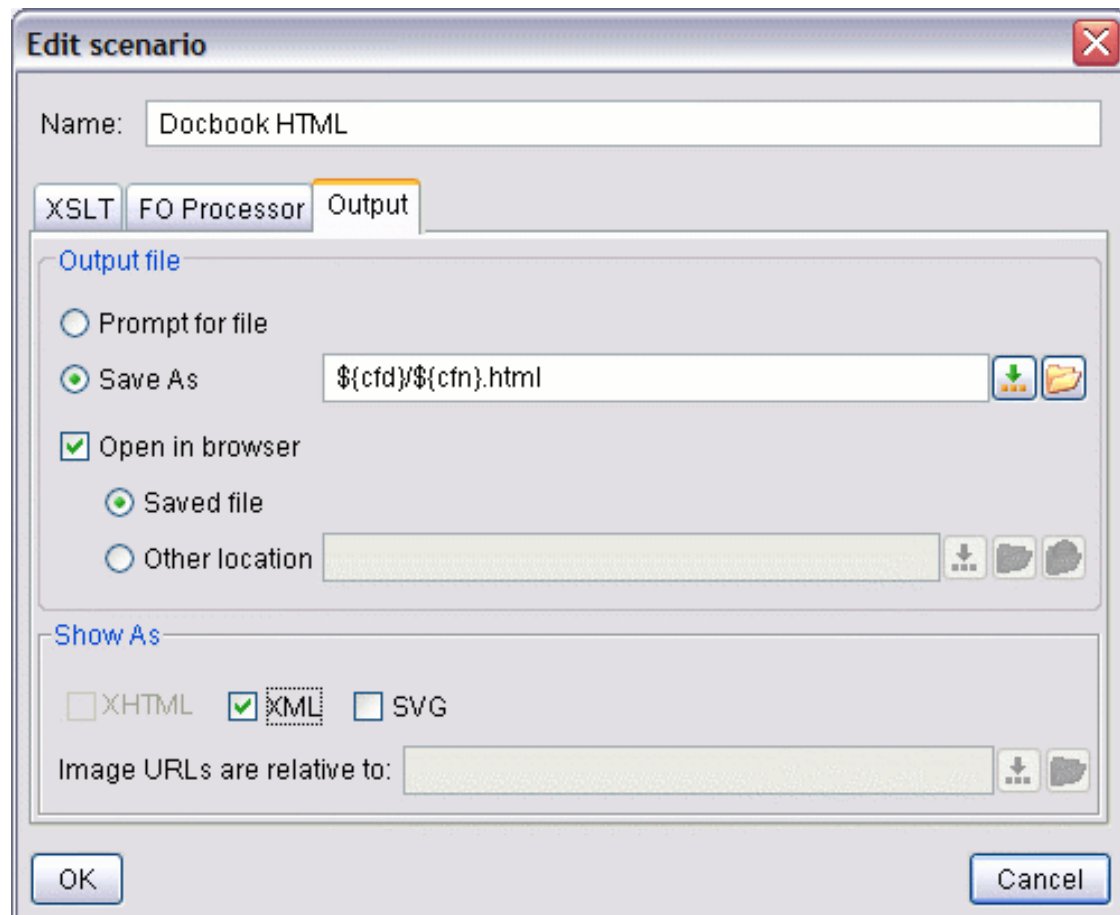 Edit scenario
Name: Docbook HTML
XSLT FO Processor Output
Output file
Prompt for file
Save As ${cfd}/${cfn}.html
Open in browser
Saved file
Other location
Show As
XHTML XML SVG
Image URLs are relative to:
OK Cancel